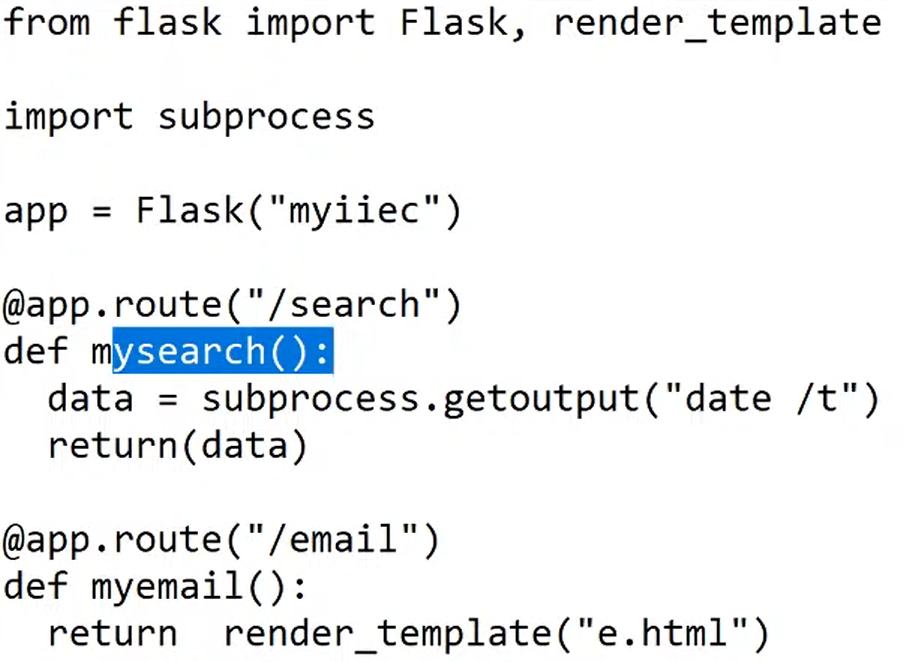 from flask import Flask, render_template
import subprocess
app = Flask("myiiec")
@app.route("/search")
def mysearch():
  data = subprocess.getoutput("date /t")
  return(data)
@app.route("/email")
def myemail():
  return  render_template("e.html")